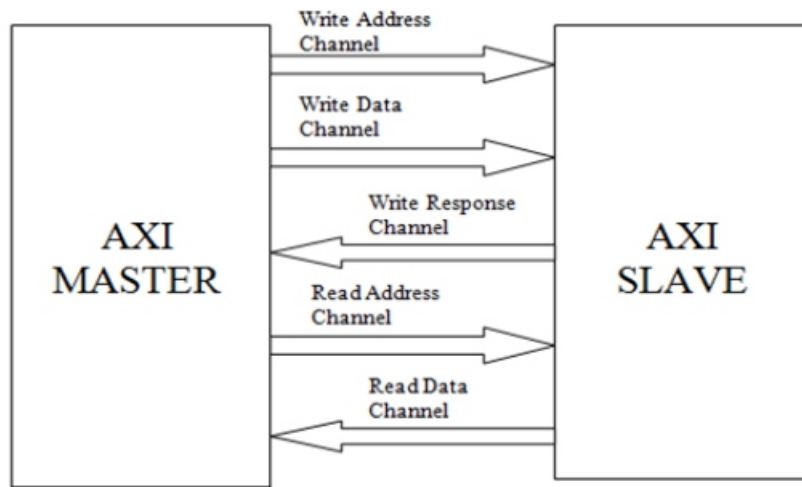 Write Address
Channel
Write Data
Channel
Write Response
Channel
AXI
MASTER
AXI
SLAVE
Read Address
Channel
Read Data
Channel